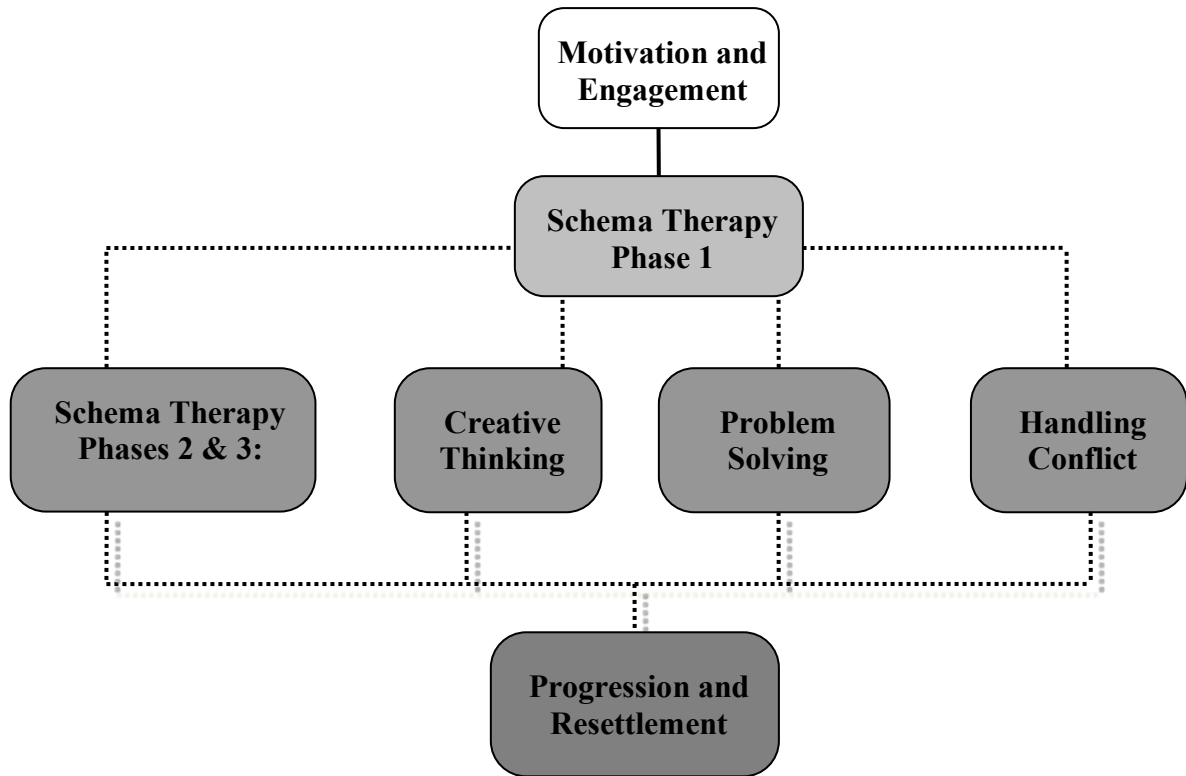 Motivation and
Engagement
Schema Therapy
Phase 1
Schema Therapy
Phases 2 & 3:
Creative
Thinking
Problem
Solving
Handling
Conflict
Progression and
Resettlement